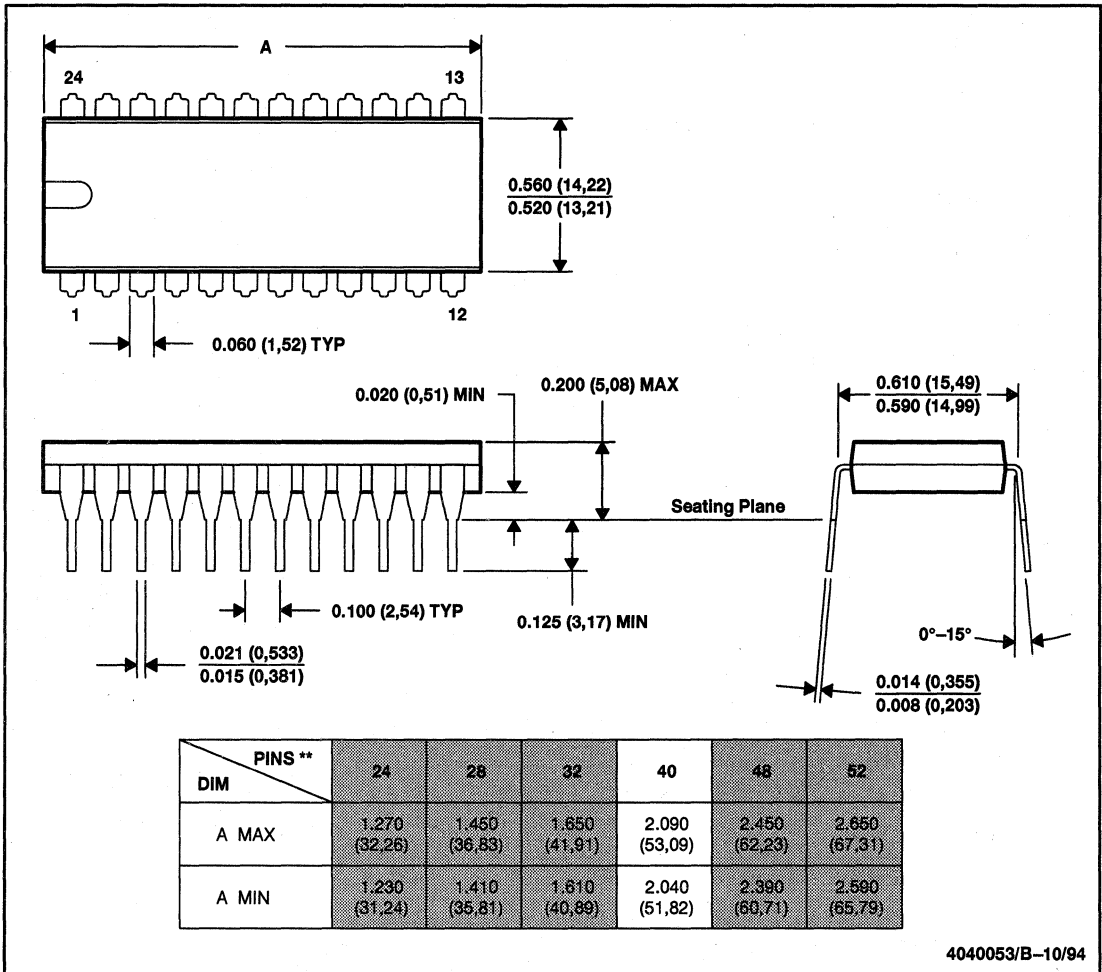 A
24 13
0.560 (14,22)
0.520 (13,21)
1 12
0.060 (1,52) TYP
0.020 (0,51) MIN
0.200 (5,08) MAX
0.610 (15,49)
0.590 (14,99)
Seating Plane
0.100 (2,54) TYP
0.125 (3,17) MIN
0°–15°
0.021 (0,533)
0.015 (0,381)
0.014 (0,355)
0.008 (0,203)
PINS **
DIM
24 28 32 40 48 52
A MAX
1.270 1.450 1.650 2.090 2.450 2.650
(32,26) (36,83) (41,91) (53,09) (62,23) (67,31)
A MIN
1.230 1.410 1.610 2.040 2.390 2.590
(31,24) (35,81) (40,89) (51,82) (60,71) (65,79)
4040053/B–10/94